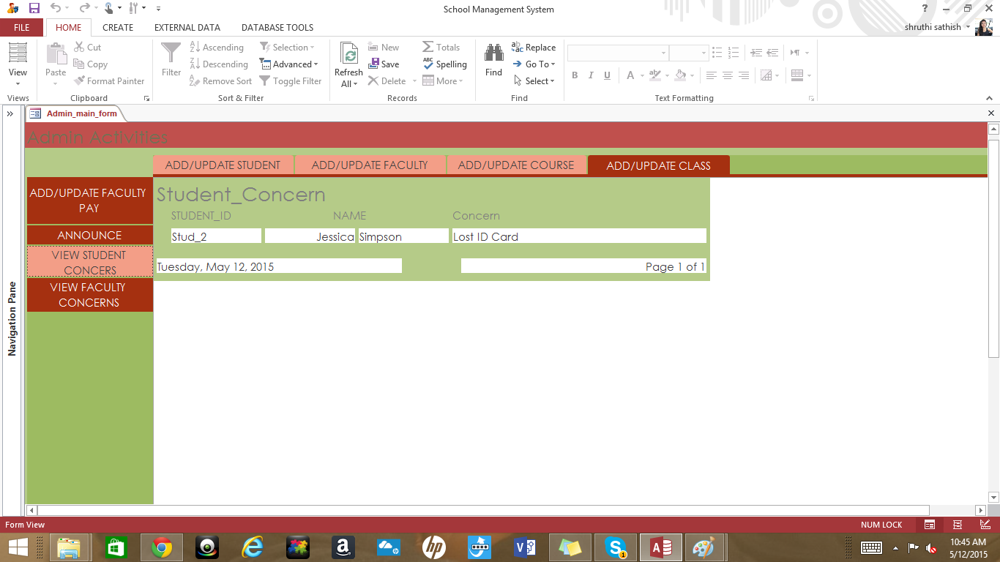 School Management System
?
FILE HOME CREATE EXTERNAL DATA DATABASE TOOLS
shruthi sathish
View
Views
Paste
Cut
Copy
Format Painter
Clipboard
Filter
Ascending
Descending
Remove Sort
Selection
Advanced
Toggle Filter
Sort & Filter
Refresh
All
New
Save
Delete
Totals
ABC
Spelling
More
Records
Find
Replace
Go To
Select
Find
B I U A
Text Formatting
Admin_main_form
Navigation Pane
Admin Activities
ADD/UPDATE STUDENT ADD/UPDATE FACULTY ADD/UPDATE COURSE ADD/UPDATE CLASS
ADD/UPDATE FACULTY
PAY
ANNOUNCE
VIEW STUDENT
CONCERS
VIEW FACULTY
CONCERNS
Student_Concern
STUDENT_ID NAME Concern
Stud_2 Jessica Simpson Lost ID Card
Tuesday, May 12, 2015 Page 1 of 1
Form View NUM LOCK
10:45 AM
5/12/2015